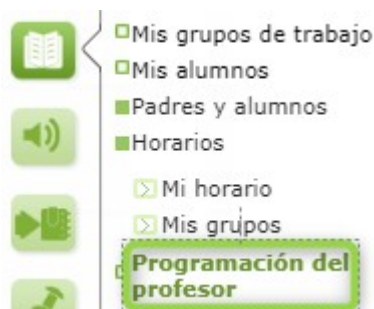 Mis grupos de trabajo
Mis alumnos
Padres y alumnos
Horarios
Mi horario
Mis grupos
Programación del
profesor